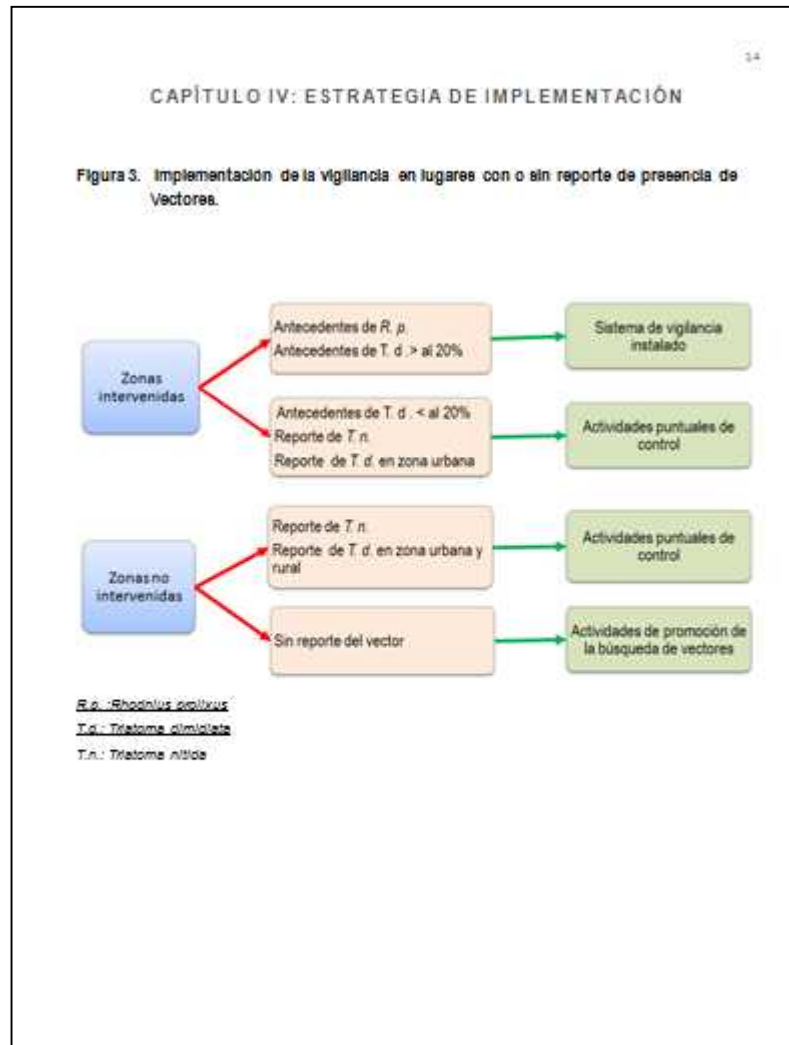 14
CAPÍTULO IV: ESTRATEGIA DE IMPLEMENTACIÓN
Figura 3. Implementación de la vigilancia en lugares con o sin reporte de presencia de
Vectores.
Zonas
intervenidas
Antecedentes de R. p.
Antecedentes de T. d .> al 20%
Sistema de vigilancia
instalado
Antecedentes de T. d . < al 20%
Reporte de T. n.
Reporte de T. d. en zona urbana
Actividades puntuales de
control
Zonas no
intervenidas
Reporte de T. n.
Reporte de T. d. en zona urbana y
rural
Actividades puntuales de
control
Sin reporte del vector
Actividades de promoción de
la búsqueda de vectores
R.p. :Rhodnius prolixus
T.d.: Triatoma dimidiata
T.n.: Triatoma nitida